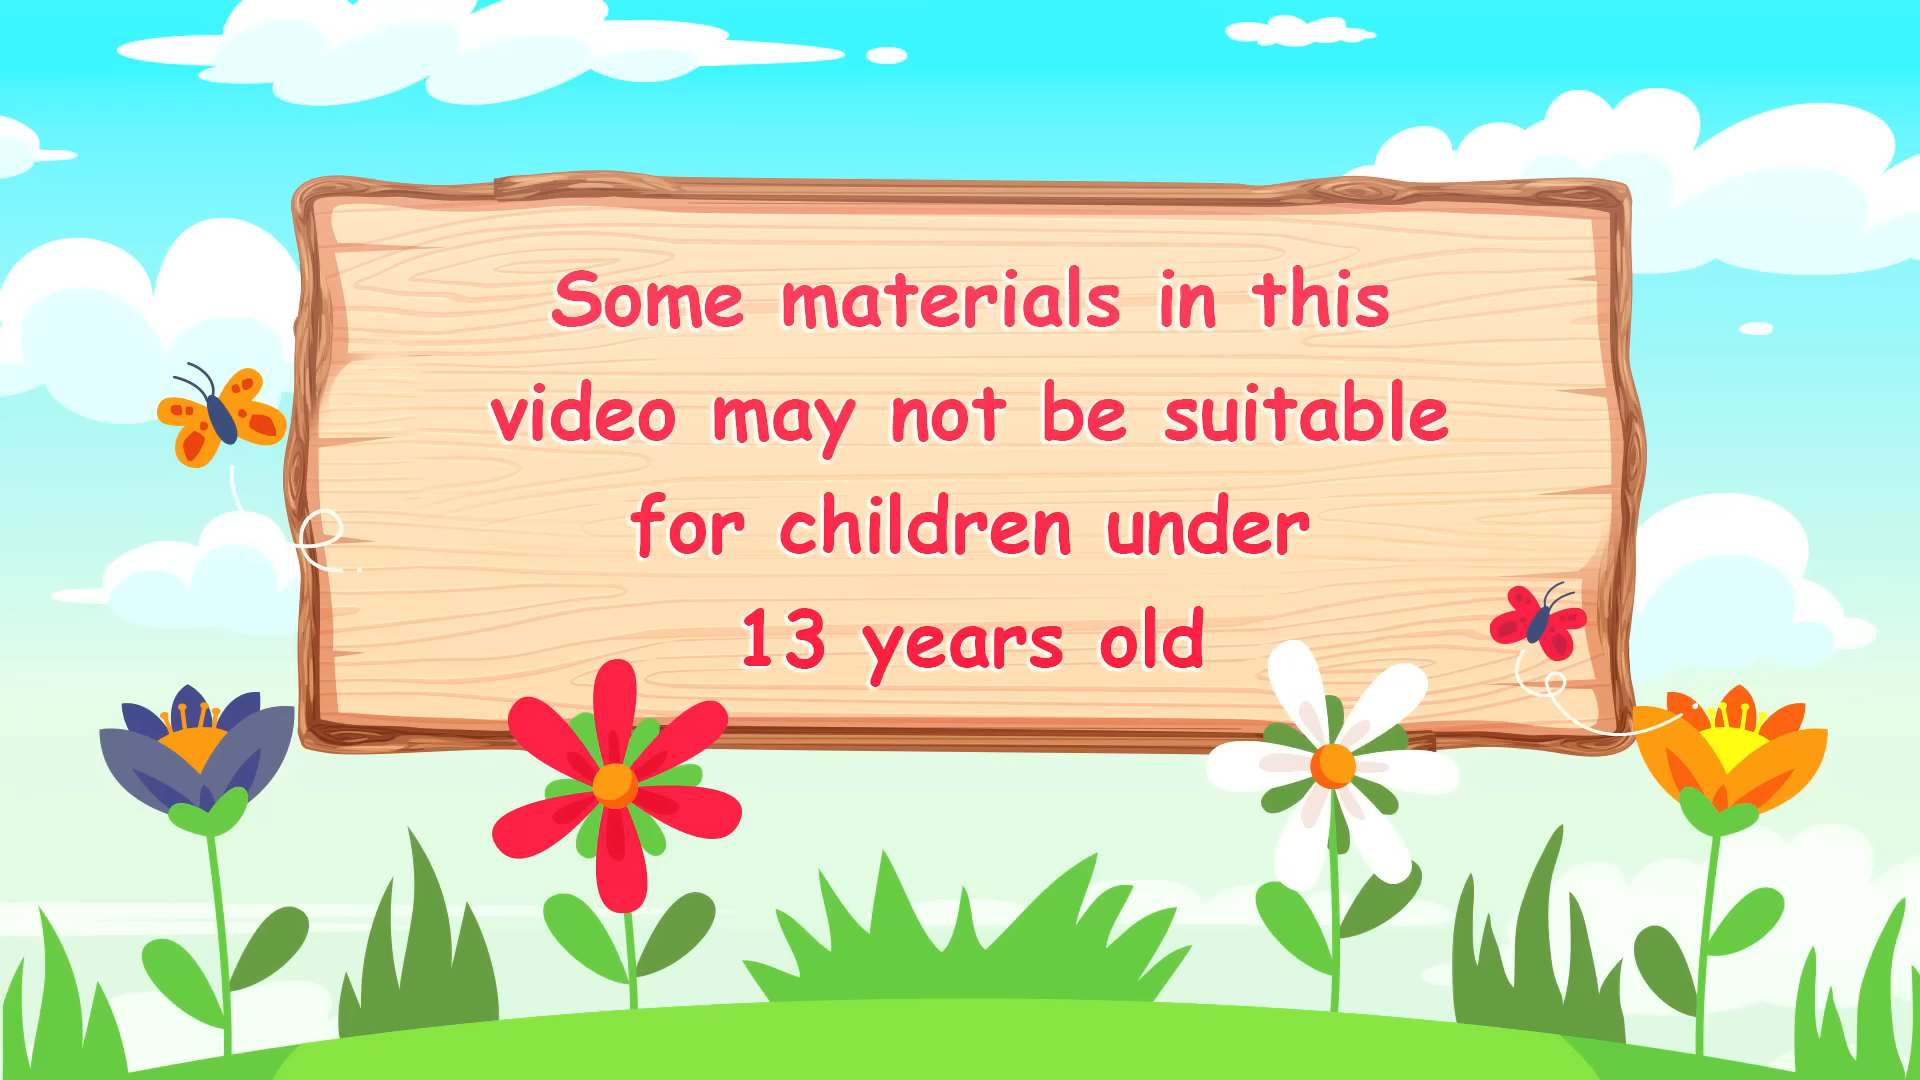 Some materials in this
video may not be suitable
for children under
13 years old